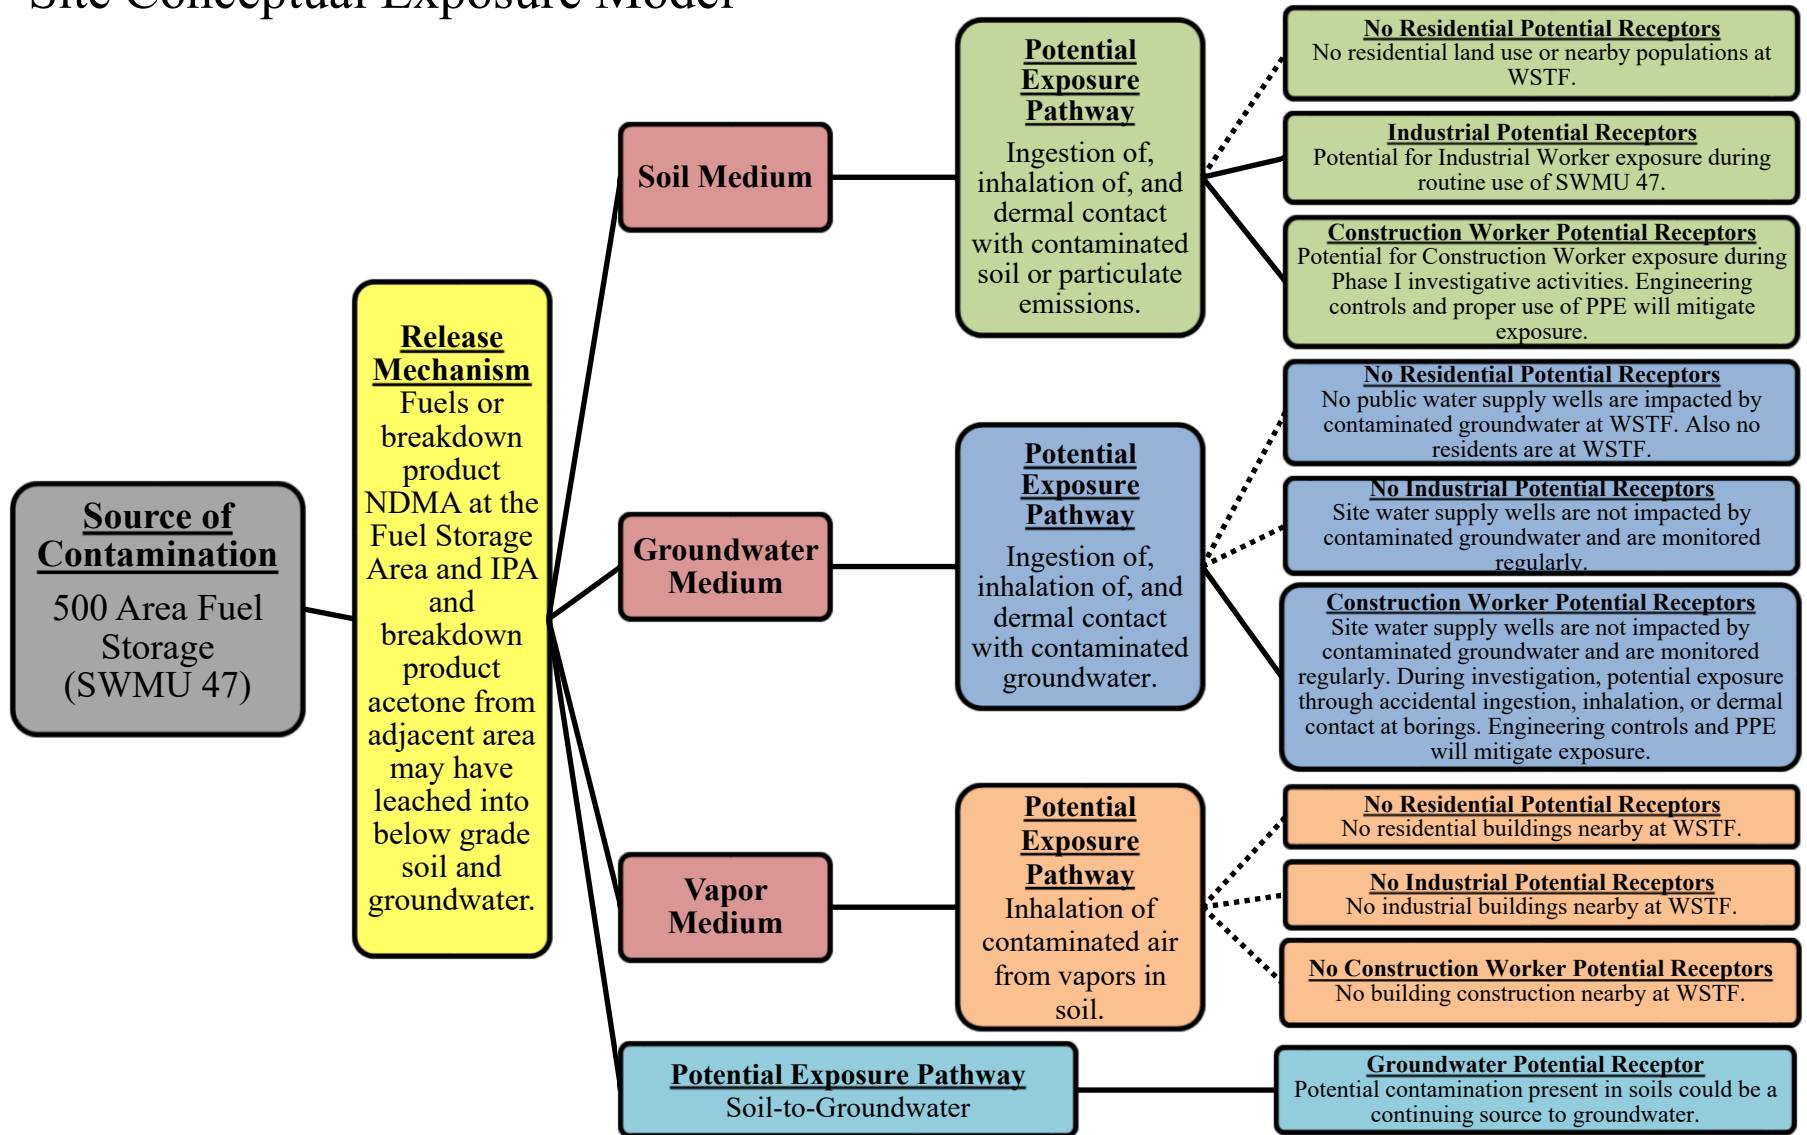 Site Conceptual Exposure Model
Source of
Contamination
500 Area Fuel
Storage
(SWMU 47)
Release
Mechanism
Fuels or
breakdown
product
NDMA at the
Fuel Storage
Area and IPA
and
breakdown
product
acetone from
adjacent area
may have
leached into
below grade
soil and
groundwater.
Soil Medium
Potential
Exposure
Pathway
Ingestion of,
inhalation of, and
dermal contact
with contaminated
soil or particulate
emissions.
No Residential Potential Receptors
No residential land use or nearby populations at
WSTF.
Industrial Potential Receptors
Potential for Industrial Worker exposure during
routine use of SWMU 47.
Construction Worker Potential Receptors
Potential for Construction Worker exposure during
Phase I investigative activities. Engineering
controls and proper use of PPE will mitigate
exposure.
Groundwater
Medium
Potential
Exposure
Pathway
Ingestion of,
inhalation of, and
dermal contact
with contaminated
groundwater.
No Residential Potential Receptors
No public water supply wells are impacted by
contaminated groundwater at WSTF. Also no
residents are at WSTF.
No Industrial Potential Receptors
Site water supply wells are not impacted by
contaminated groundwater and are monitored
regularly.
Construction Worker Potential Receptors
Site water supply wells are not impacted by
contaminated groundwater and are monitored
regularly. During investigation, potential exposure
through accidental ingestion, inhalation, or dermal
contact at borings. Engineering controls and PPE
will mitigate exposure.
Vapor
Medium
Potential
Exposure
Pathway
Inhalation of
contaminated air
from vapors in
soil.
No Residential Potential Receptors
No residential buildings nearby at WSTF.
No Industrial Potential Receptors
No industrial buildings nearby at WSTF.
No Construction Worker Potential Receptors
No building construction nearby at WSTF.
Potential Exposure Pathway
Soil-to-Groundwater
Groundwater Potential Receptor
Potential contamination present in soils could be a
continuing source to groundwater.